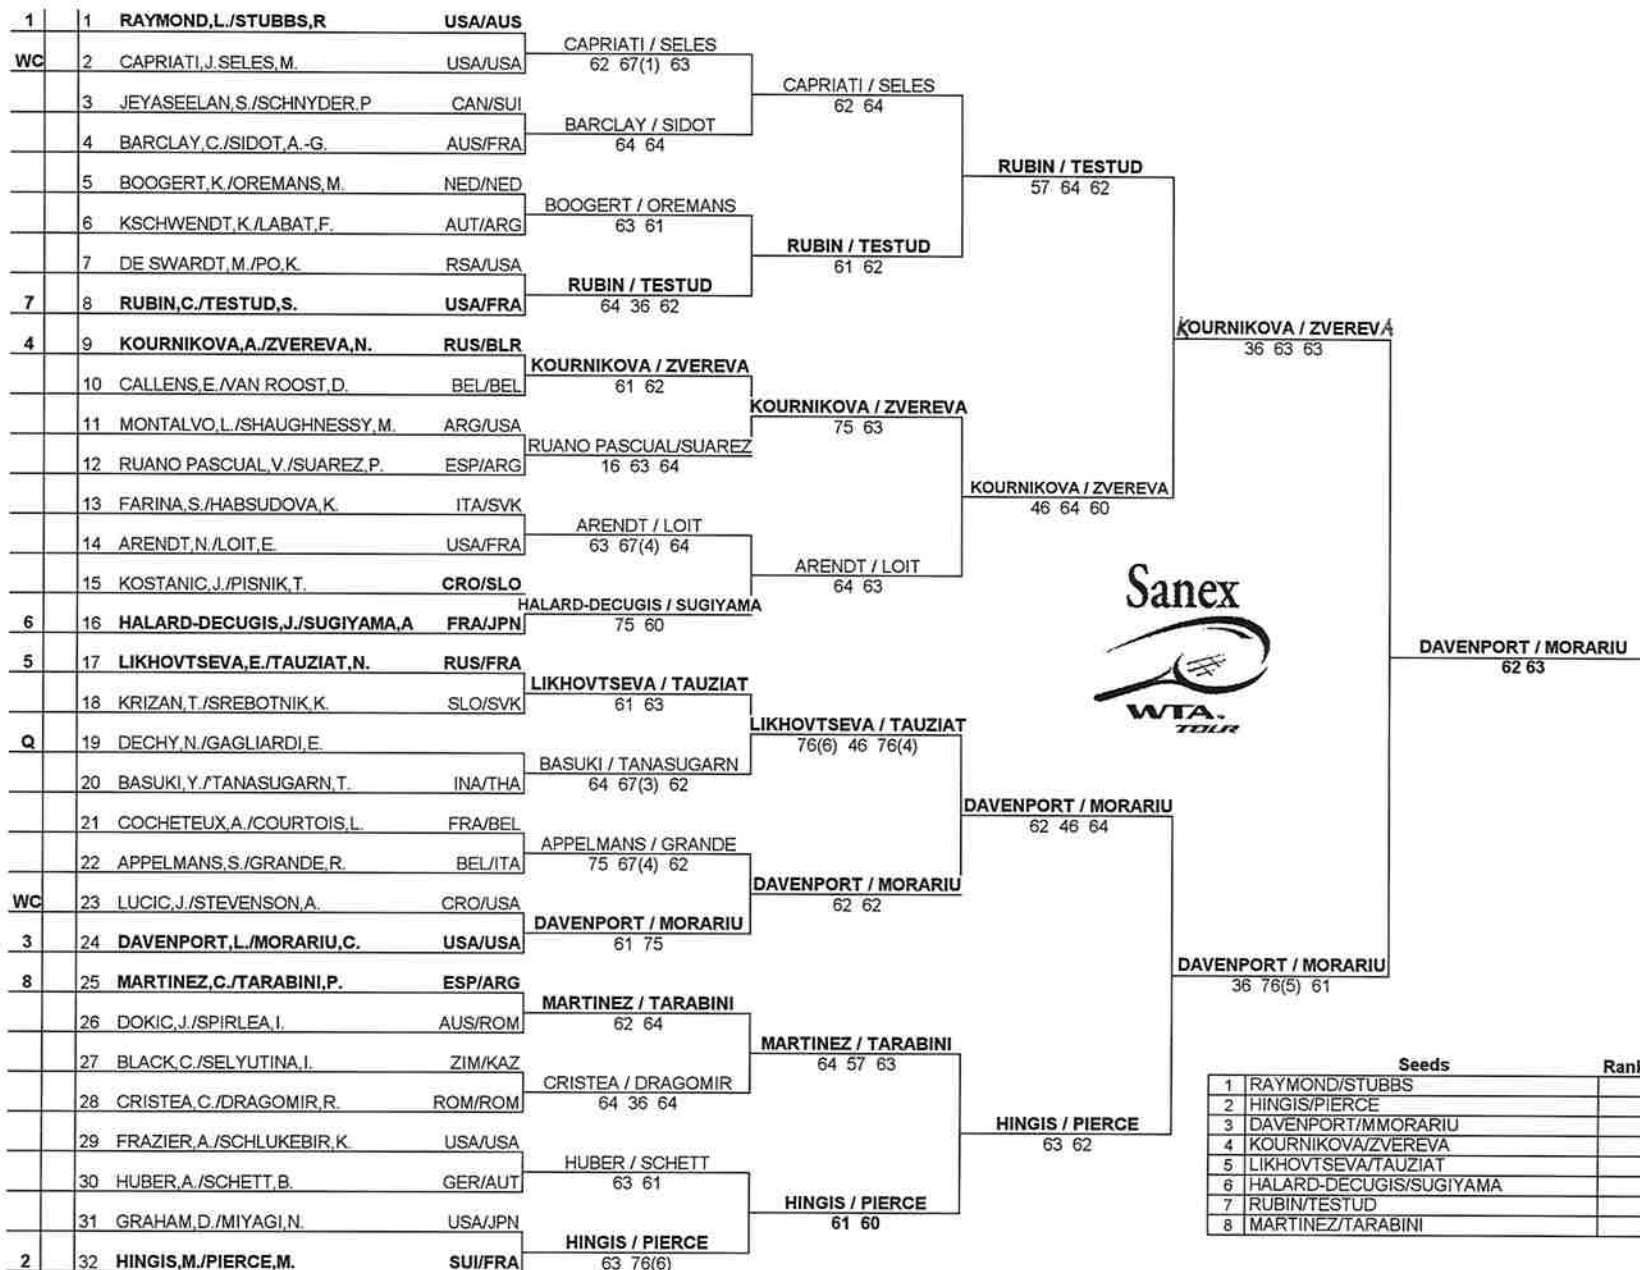 1 1 RAYMOND,L./STUBBS,R USA/AUS
WC 2 CAPRIATI,J.SELES,M. USA/USA
3 JEYASEELAN,S./SCHNYDER.P CAN/SUI
4 BARCLAY,C./SIDOT,A.-G. AUS/FRA
5 BOOGERT,K./OREMANS,M. NED/NED
6 KSCHWENDT,K./LABAT,F. AUT/ARG
7 DE SWARDT,M./PO,K. RSA/USA
7 8 RUBIN,C./TESTUD,S. USA/FRA
4 9 KOURNIKOVA,A./ZVEREVA,N. RUS/BLR
10 CALLENS,E./VAN ROOST,D. BEL/BEL
11 MONTALVO,L./SHAUGHNESSY,M. ARG/USA
12 RUANO PASCUAL,V./SUAREZ,P. ESP/ARG
13 FARINA,S./HABSUDOVA,K. ITA/SVK
14 ARENDT,N./LOIT,E. USA/FRA
15 KOSTANIC,J./PISNIK,T. CRO/SLO
6 16 HALARD-DECUGIS,J./SUGIYAMA,A FRA/JPN
5 17 LIKHOVTSEVA,E./TAUZIAT,N. RUS/FRA
18 KRIZAN,T./SREBOTNIK,K. SLO/SVK
Q 19 DECHY,N./GAGLIARDI,E.
20 BASUKI,Y./TANASUGARN,T. INA/THA
21 COCHETEUX,A./COURTOIS,L. FRA/BEL
22 APPELMANS,S./GRANDE,R. BEL/ITA
WC 23 LUCIC,J./STEVENSON,A. CRO/USA
3 24 DAVENPORT,L./MORARIU,C. USA/USA
8 25 MARTINEZ,C./TARABINI,P. ESP/ARG
26 DOKIC,J./SPIRLEA,I. AUS/ROM
27 BLACK,C./SELYUTINA,I. ZIM/KAZ
28 CRISTEA,C./DRAGOMIR,R. ROM/ROM
29 FRAZIER,A./SCHLUKEBIR,K. USA/USA
30 HUBER,A./SCHETT,B. GER/AUT
31 GRAHAM,D./MIYAGI,N. USA/JPN
2 32 HINGIS,M./PIERCE,M. SUI/FRA
CAPRIATI / SELES
62 67(1) 63
BARCLAY / SIDOT
64 64
BOOGERT / OREMANS
63 61
RUBIN / TESTUD
64 36 62
KOURNIKOVA / ZVEREVA
61 62
RUANO PASCUAL/SUAREZ
16 63 64
ARENDT / LOIT
63 67(4) 64
HALARD-DECUGIS / SUGIYAMA
75 60
LIKHOVTSEVA / TAUZIAT
61 63
BASUKI / TANASUGARN
64 67(3) 62
APPELMANS / GRANDE
75 67(4) 62
DAVENPORT / MORARIU
61 75
MARTINEZ / TARABINI
62 64
CRISTEA / DRAGOMIR
64 36 64
HUBER / SCHETT
63 61
HINGIS / PIERCE
63 76(6)
CAPRIATI / SELES
62 64
RUBIN / TESTUD
61 62
KOURNIKOVA / ZVEREVA
75 63
ARENDT / LOIT
64 63
LIKHOVTSEVA / TAUZIAT
76(6) 46 76(4)
DAVENPORT / MORARIU
62 62
MARTINEZ / TARABINI
64 57 63
HINGIS / PIERCE
61 60
RUBIN / TESTUD
57 64 62
KOURNIKOVA / ZVEREVA
46 64 60
DAVENPORT / MORARIU
62 46 64
HINGIS / PIERCE
63 62
KOURNIKOVA / ZVEREVA
36 63 63
DAVENPORT / MORARIU
36 76(5) 61
DAVENPORT / MORARIU
62 63
Sanex
WTA.
TOUR
Seeds Rank
1 RAYMOND/STUBBS
2 HINGIS/PIERCE
3 DAVENPORT/MMORARIU
4 KOURNIKOVA/ZVEREVA
5 LIKHOVTSEVA/TAUZIAT
6 HALARD-DECUGIS/SUGIYAMA
7 RUBIN/TESTUD
8 MARTINEZ/TARABINI